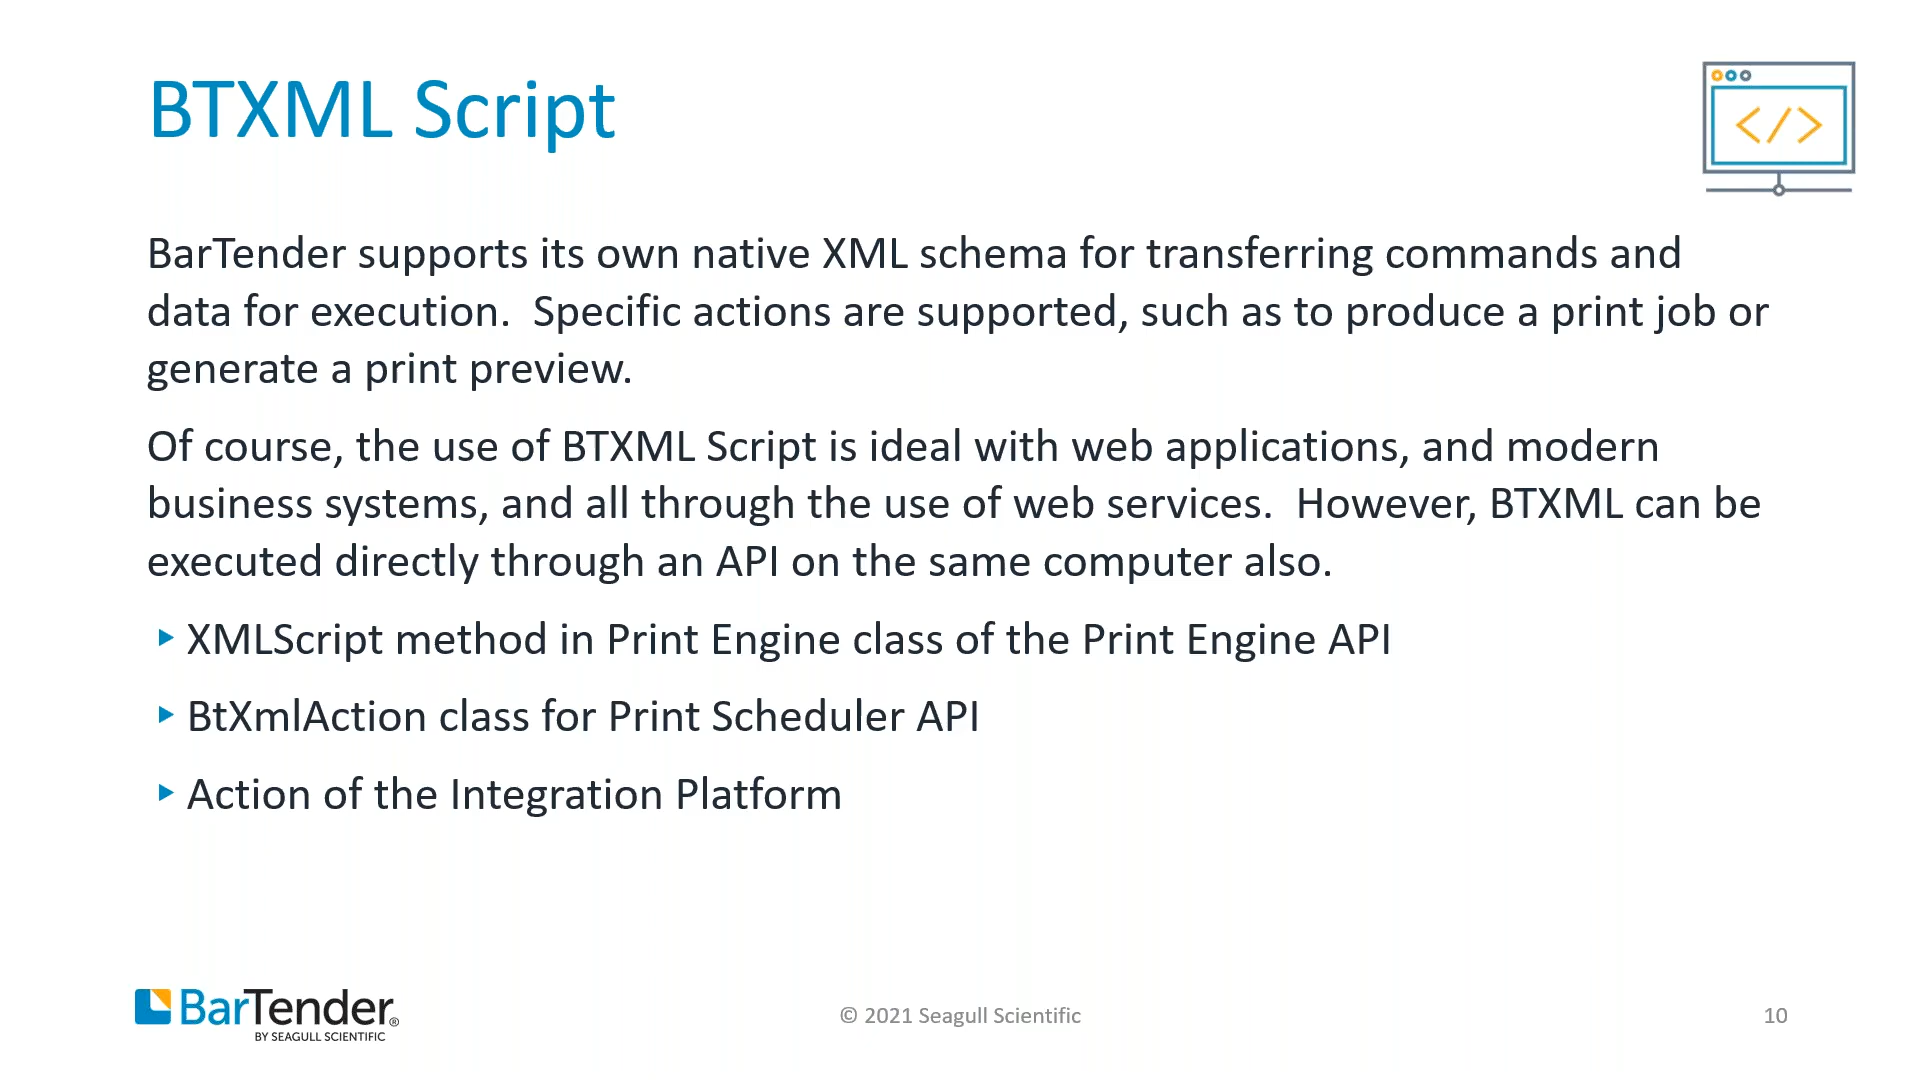 BTXML Script
</>
BarTender supports its own native XML schema for transferring commands and
data for execution.  Specific actions are supported, such as to produce a print job or
generate a print preview.
Of course, the use of BTXML Script is ideal with web applications, and modern
business systems, and all through the use of web services.  However, BTXML can be
executed directly through an API on the same computer also.
XMLScript method in Print Engine class of the Print Engine API
BtXmlAction class for Print Scheduler API
Action of the Integration Platform
BarTender®
BY SEAGULL SCIENTIFIC
© 2021 Seagull Scientific
10